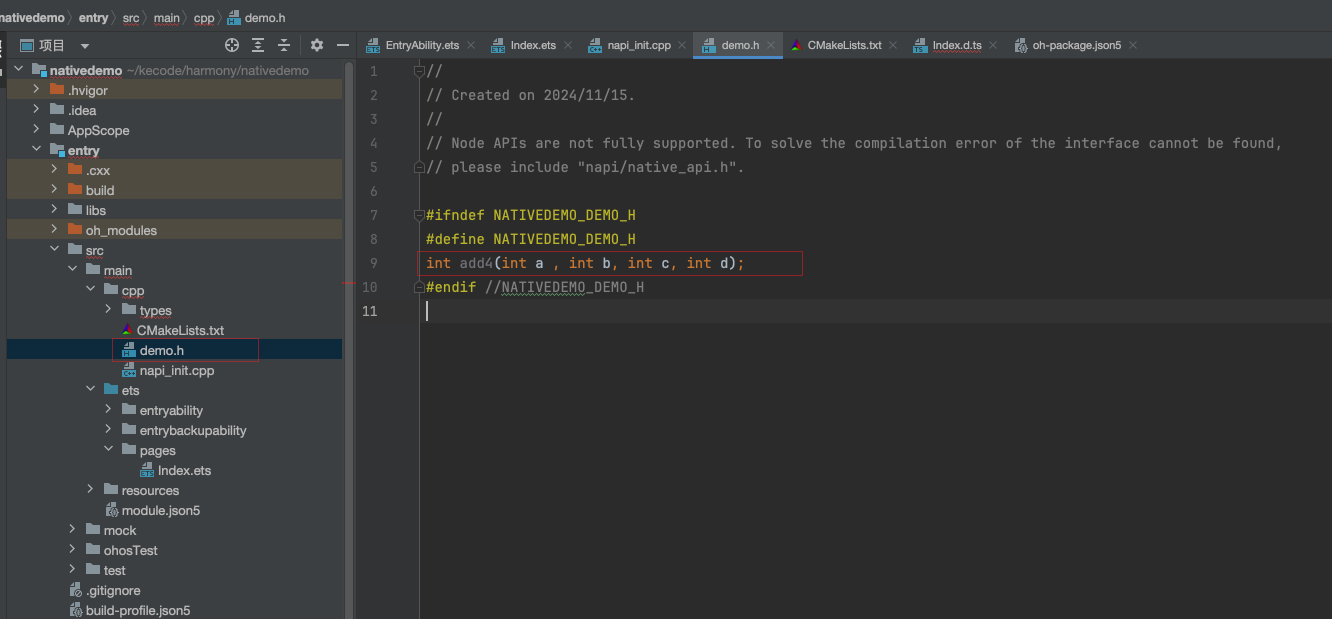 nativedemo 〉 entry 〉 src 〉 main 〉 cpp 〉 demo.h
项目
nativedemo ~/kecode/harmony/nativedemo
.hvigor
.idea
AppScope
entry
.cxx
build
libs
oh_modules
src
main
cpp
types
CMakeLists.txt
demo.h
napi_init.cpp
ets
entryability
entrybackupability
pages
Index.ets
resources
module.json5
mock
ohosTest
test
.gitignore
build-profile.json5
EntryAbility.ets Index.ets napi_init.cpp demo.h CMakeLists.txt Index.d.ts oh-package.json5
1 //
2 // Created on 2024/11/15.
3 //
4 // Node APIs are not fully supported. To solve the compilation error of the interface cannot be found,
5 // please include "napi/native_api.h".
6
7 #ifndef NATIVEDEMO_DEMO_H
8 #define NATIVEDEMO_DEMO_H
9 int add4(int a , int b, int c, int d);
10 #endif //NATIVEDEMO_DEMO_H
11